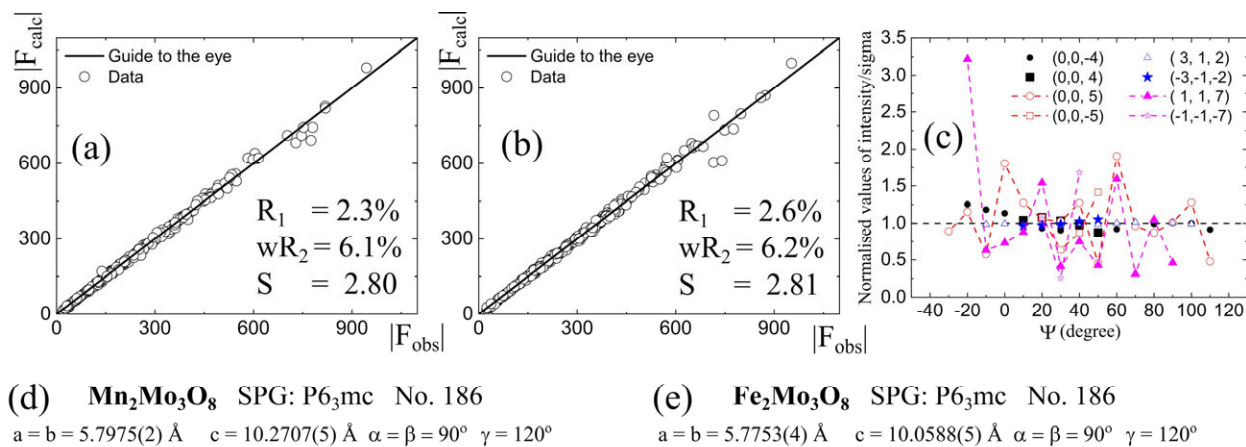 |F_calc|
900
600
300
0
0 300 600 900
|F_obs|
Guide to the eye
Data
(a)
R₁ = 2.3%
wR₂ = 6.1%
S = 2.80
|F_calc|
900
600
300
0
0 300 600 900
|F_obs|
Guide to the eye
Data
(b)
R₁ = 2.6%
wR₂ = 6.2%
S = 2.81
Normalised values of intensity/sigma
3.5
3.0
2.5
2.0
1.5
1.0
0.5
0.0
-40 -20 0 20 40 60 80 100 120
Ψ (degree)
(0,0,-4) ( 3, 1, 2)
(0,0, 4) (-3,-1,-2)
(0,0, 5) ( 1, 1, 7)
(0,0,-5) (-1,-1,-7)
(c)
(d) Mn₂Mo₃O₈ SPG: P6₃mc No. 186
a = b = 5.7975(2) Å c = 10.2707(5) Å α = β = 90° γ = 120°
(e) Fe₂Mo₃O₈ SPG: P6₃mc No. 186
a = b = 5.7753(4) Å c = 10.0588(5) Å α = β = 90° γ = 120°